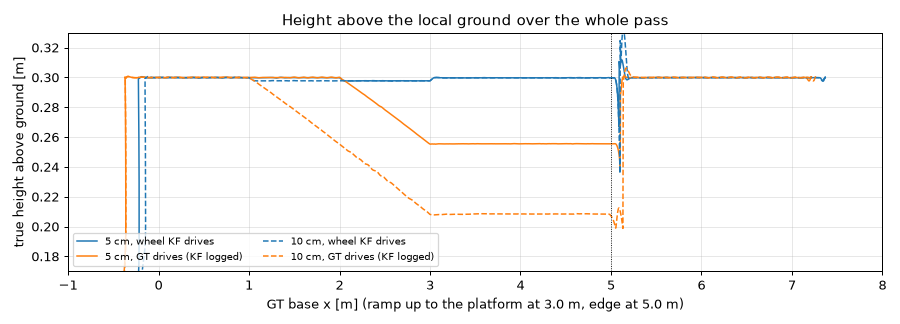 Height above the local ground over the whole pass
true height above ground [m]
0.32
0.30
0.28
0.26
0.24
0.22
0.20
0.18
5 cm, wheel KF drives
5 cm, GT drives (KF logged)
10 cm, wheel KF drives
10 cm, GT drives (KF logged)
−1 0 1 2 3 4 5 6 7 8
GT base x [m] (ramp up to the platform at 3.0 m, edge at 5.0 m)